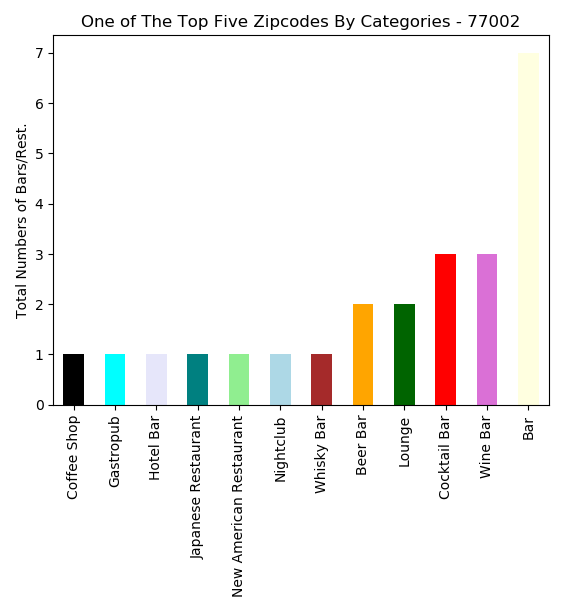 One of The Top Five Zipcodes By Categories - 77002
Total Numbers of Bars/Rest.
7
6
5
4
3
2
1
0
Coffee Shop
Gastropub
Hotel Bar
Japanese Restaurant
New American Restaurant
Nightclub
Whisky Bar
Beer Bar
Lounge
Cocktail Bar
Wine Bar
Bar